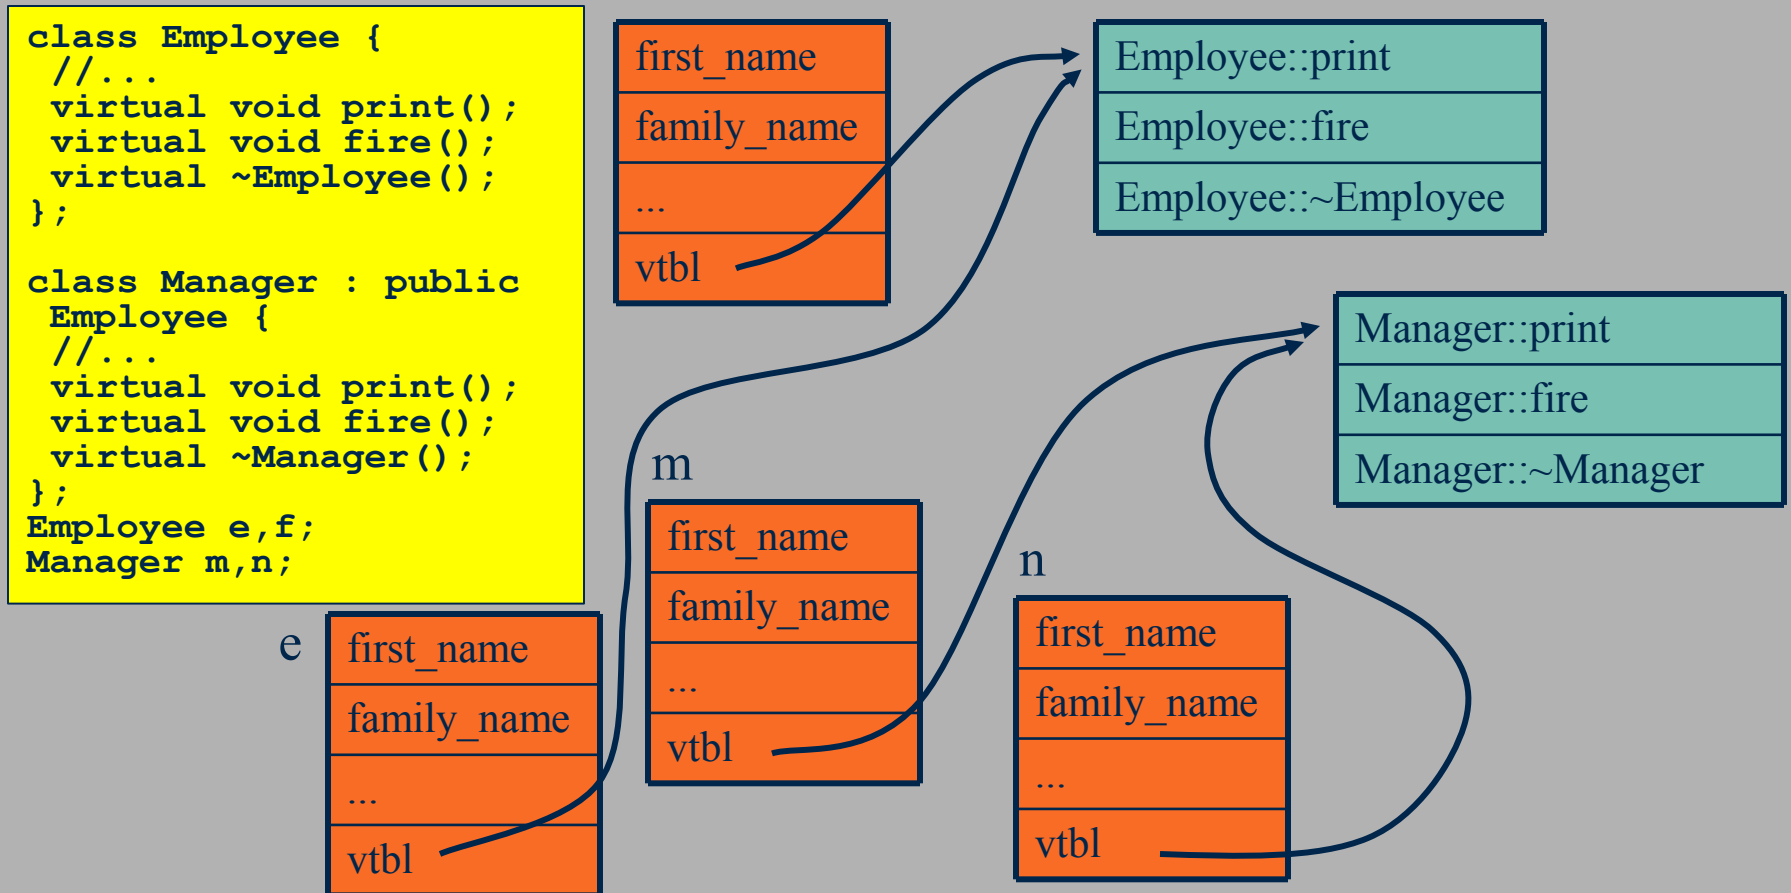 class Employee {
//...
virtual void print();
virtual void fire();
virtual ~Employee();
};
class Manager : public
Employee {
//...
virtual void print();
virtual void fire();
virtual ~Manager();
};
Employee e,f;
Manager m,n;
first_name
family_name
...
vtbl
Employee::print
Employee::fire
Employee::~Employee
Manager::print
Manager::fire
Manager::~Manager
m
first_name
family_name
...
vtbl
n
first_name
family_name
...
vtbl
e
first_name
family_name
...
vtbl